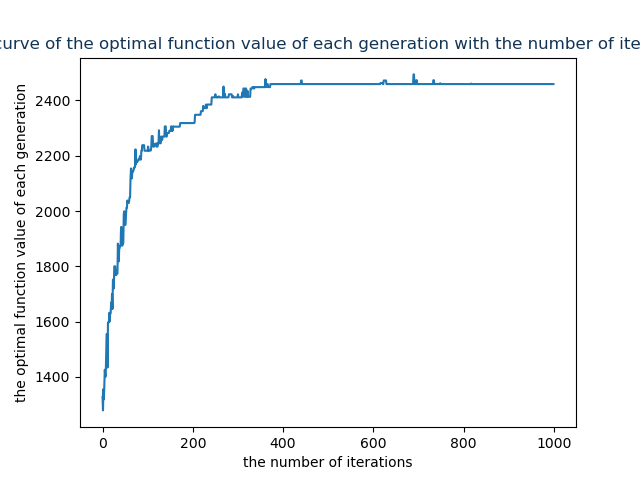 curve of the optimal function value of each generation with the number of ite
the optimal function value of each generation
2400
2200
2000
1800
1600
1400
0 200 400 600 800 1000
the number of iterations